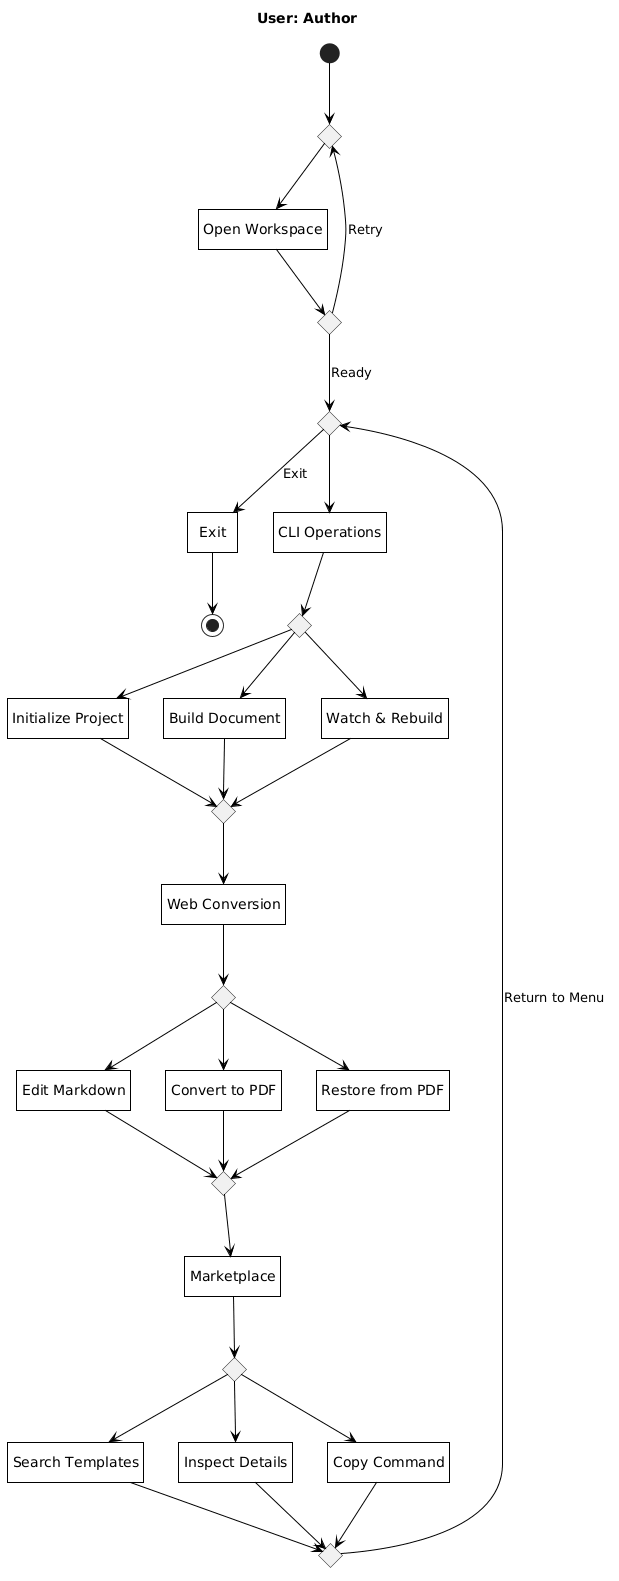 User: Author
Open Workspace
Retry
Ready
Exit
Exit
CLI Operations
Initialize Project
Build Document
Watch & Rebuild
Web Conversion
Return to Menu
Edit Markdown
Convert to PDF
Restore from PDF
Marketplace
Search Templates
Inspect Details
Copy Command